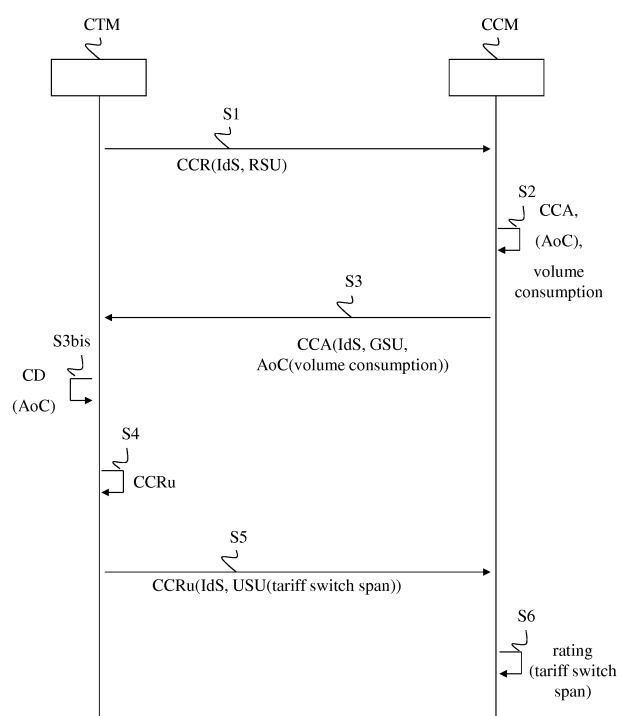 CTM
CCM
S1
CCR(IdS, RSU)
S2
CCA,
(AoC),
volume
consumption
S3
CCA(IdS, GSU,
AoC(volume consumption))
S3bis
CD
(AoC)
S4
CCRu
S5
CCRu(IdS, USU(tariff switch span))
S6
rating
(tariff switch
span)